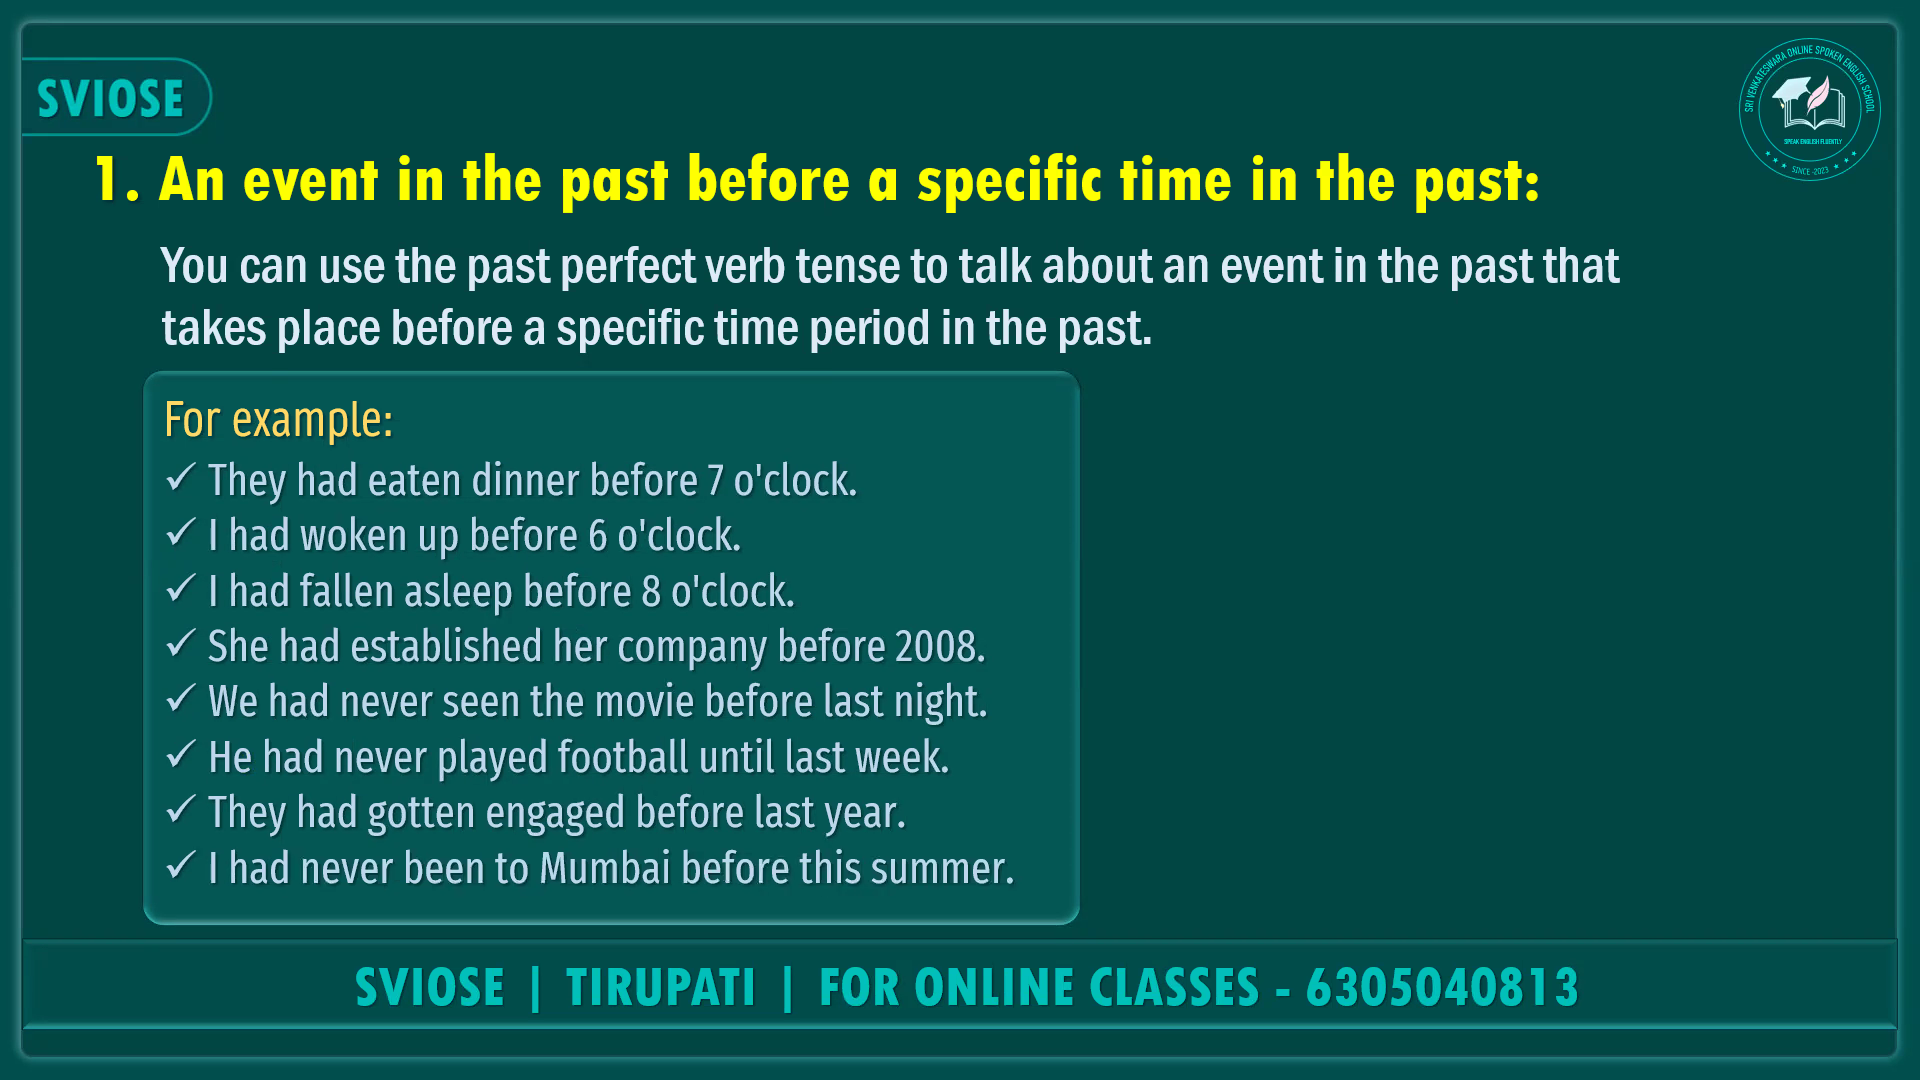 SVIOSE
SRI VENKATESWARA ONLINE SPOKEN ENGLISH SCHOOL
SPEAK ENGLISH FLUENTLY
SINCE -2023
1. An event in the past before a specific time in the past:
You can use the past perfect verb tense to talk about an event in the past that
takes place before a specific time period in the past.
For example:
✓ They had eaten dinner before 7 o'clock.
✓ I had woken up before 6 o'clock.
✓ I had fallen asleep before 8 o'clock.
✓ She had established her company before 2008.
✓ We had never seen the movie before last night.
✓ He had never played football until last week.
✓ They had gotten engaged before last year.
✓ I had never been to Mumbai before this summer.
SVIOSE | TIRUPATI | FOR ONLINE CLASSES - 6305040813